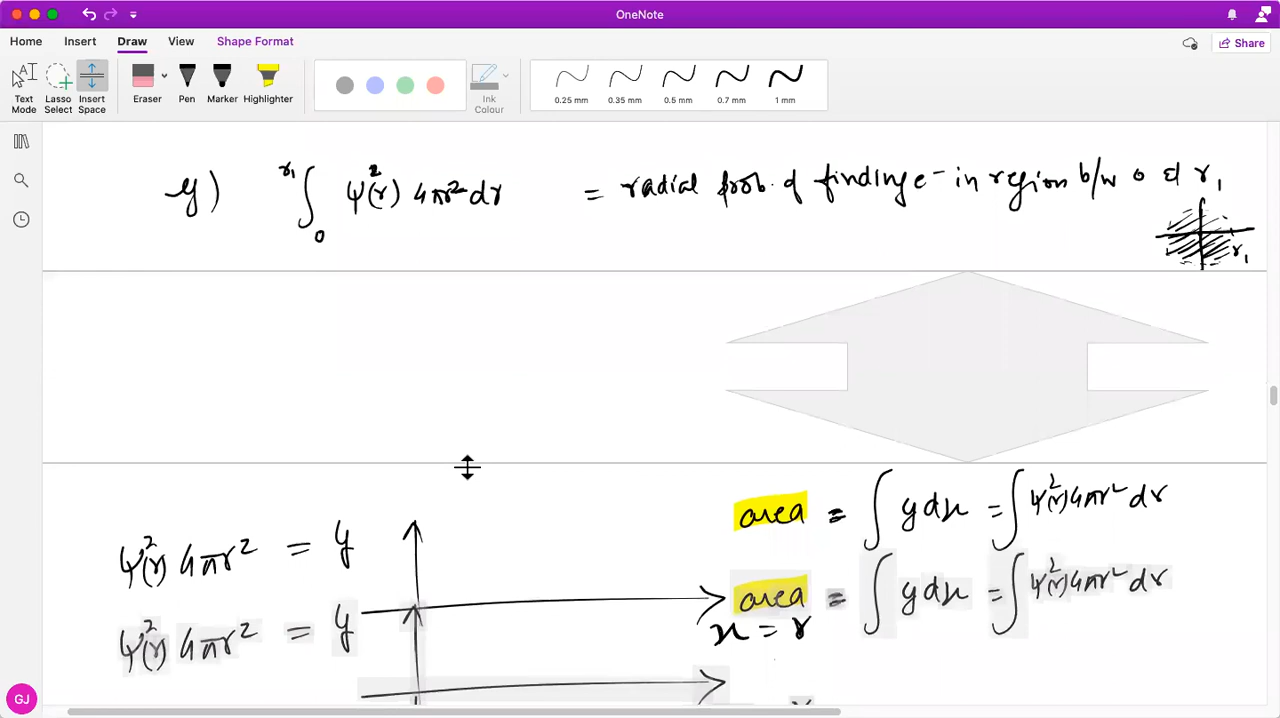 OneNote
Home Insert Draw View Shape Format Share
Text Mode Lasso Select Insert Space Eraser Pen Marker Highlighter Ink Colour 0.25 mm 0.35 mm 0.5 mm 0.7 mm 1 mm
y) ∫₀^r₁ ψ²(r) 4πr² dr = radial prob. of finding e⁻ in region b/w 0 & r₁
r₁
area = ∫ y dx = ∫ ψ²(r) 4πr² dr
ψ²(r) 4πr² = y
area = ∫ y dx = ∫ ψ²(r) 4πr² dr
x = r
ψ²(r) 4πr² = y
GJ